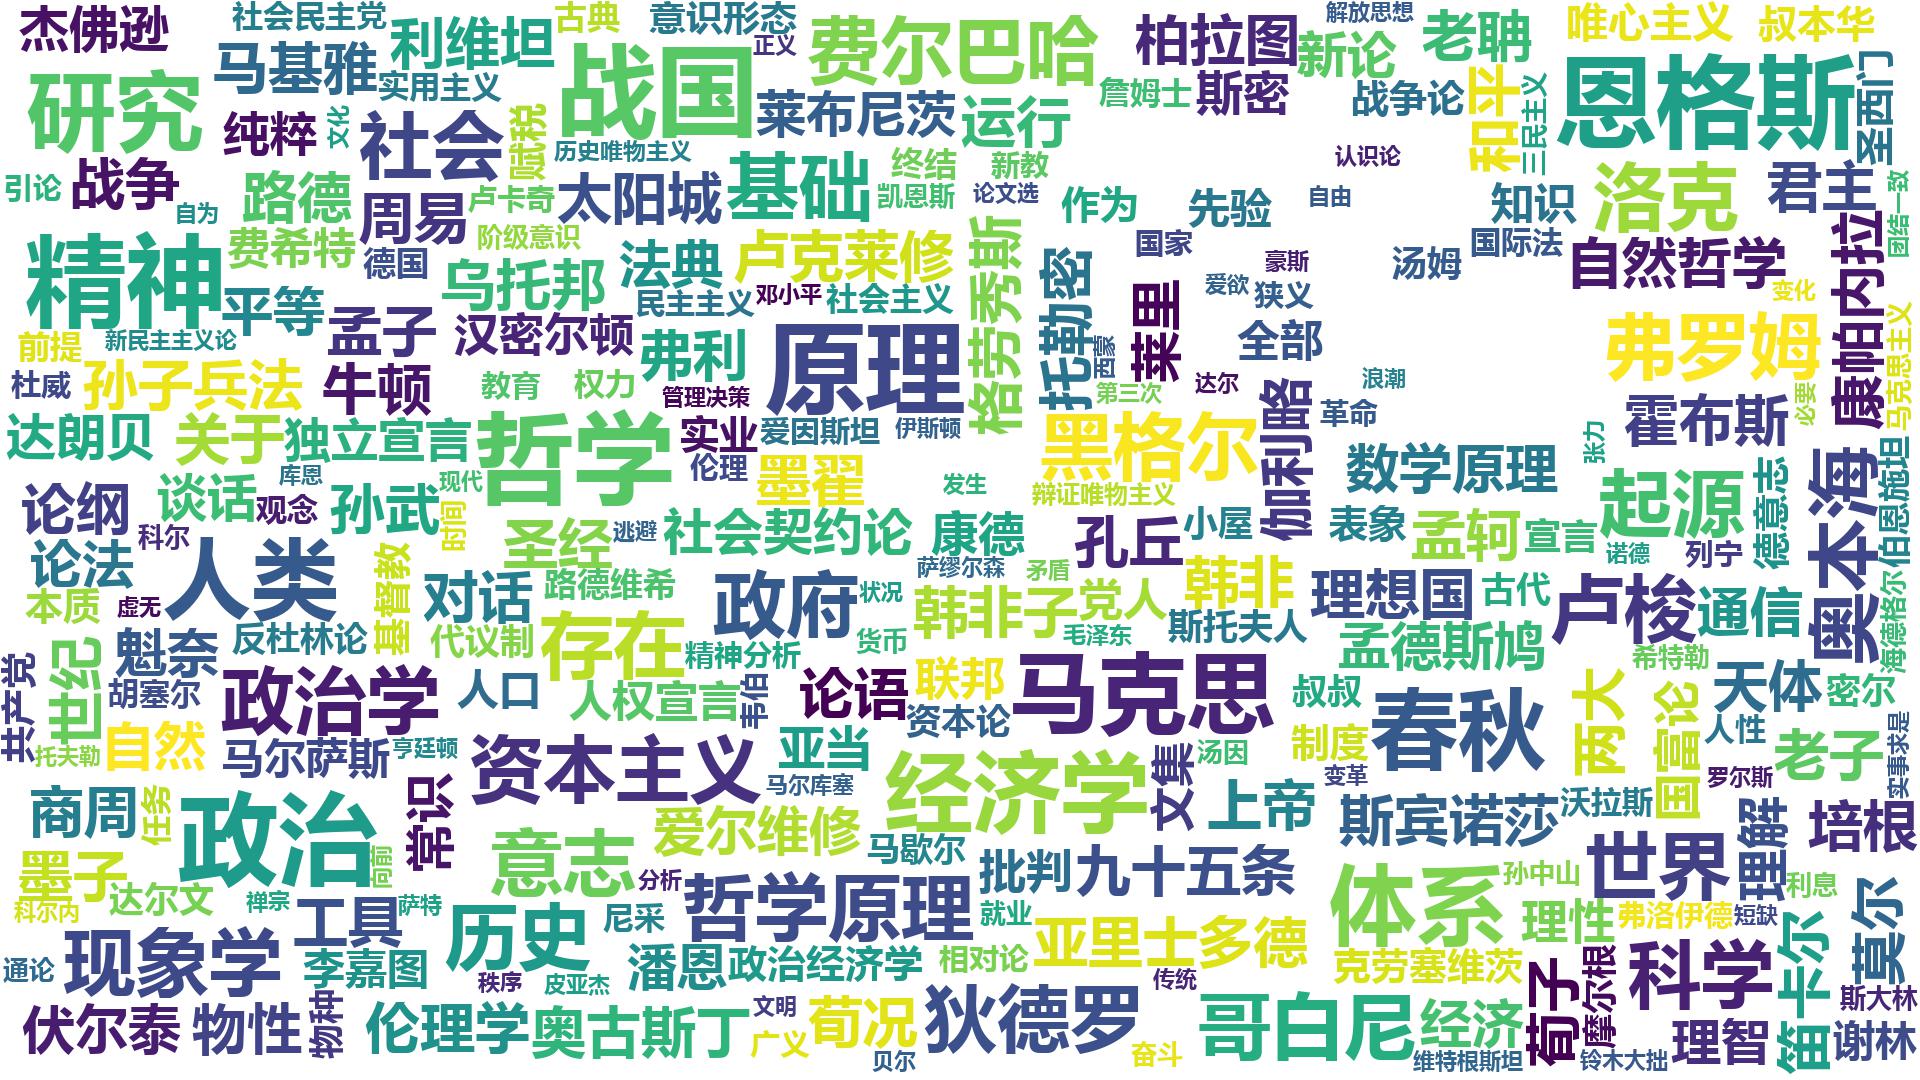 杰佛逊
社会民主党
古典
意识形态
正义
费尔巴哈
柏拉图
解放思想
新论
老聃
唯心主义
叔本华
马基雅
利维坦
实用主义
研究
战国
莱布尼茨
运行
詹姆士
斯密
战争论
和平
三民主义
恩格斯
圣西门
纯粹
文化
社会
赋税
历史唯物主义
基础
终结
新教
凯恩斯
论文选
认识论
引论
战争
自为
路德
周易
卢卡奇
太阳城
作为
先验
自由
知识
洛克
君主
团结一致
精神
费希特
德国
阶级意识
法典
卢克莱修
格劳秀斯
国家
国际法
自然哲学
康帕内拉
平等
乌托邦
民主主义
邓小平
社会主义
托勒密
莱里
豪斯
爱欲
狭义
汤姆
变化
前提
新民主主义论
孟子
汉密尔顿
弗利
原理
西蒙
全部
弗罗姆
马克思主义
杜威
孙子兵法
牛顿
教育
权力
管理决策
第三次
达尔
浪潮
必要
达朗贝
关于
独立宣言
哲学
实业
爱因斯坦
伊斯顿
黑格尔
伽利略
革命
霍布斯
张力
库恩
现代
伦理
墨翟
发生
辩证唯物主义
数学原理
起源
德意志
奥本海
伯恩施坦
论纲
谈话
观念
孙武
时间
圣经
逃避
社会契约论
康德
孔丘
小屋
表象
孟轲
宣言
诺德
列宁
科尔
论法
人类
基督教
对话
路德维希
政府
状况
萨缪尔森
矛盾
韩非
理想国
古代
卢梭
通信
海德格尔
本质
虚无
魁奈
反杜林论
代议制
存在
精神分析
货币
韩非子
党人
毛泽东
斯托夫人
孟德斯鸠
希特勒
共产党
世纪
胡塞尔
政治学
人口
人权宣言
韦伯
论语
联邦
资本论
马克思
叔叔
春秋
两大
国富论
天体
密尔
人性
托夫勒
自然
马尔萨斯
亨廷顿
资本主义
亚当
马尔库塞
经济学
文集
汤因
制度
变革
罗尔斯
老子
实事求是
商周
任务
政治
常识
意志
爱尔维修
马歇尔
上帝
斯宾诺莎
沃拉斯
理解
培根
墨子
向前
达尔文
禅宗
萨特
分析
哲学原理
批判
九十五条
体系
孙中山
世界
利息
科尔内
工具
历史
尼采
就业
亚里士多德
理性
弗洛伊德
短缺
笛卡尔
莫尔
通论
现象学
李嘉图
秩序
皮亚杰
潘恩
政治经济学
相对论
传统
克劳塞维茨
荀子
摩尔根
科学
斯大林
伏尔泰
物性
物种
伦理学
奥古斯丁
文明
广义
荀况
贝尔
狄德罗
奋斗
哥白尼
经济
维特根斯坦
铃木大拙
理智
谢林